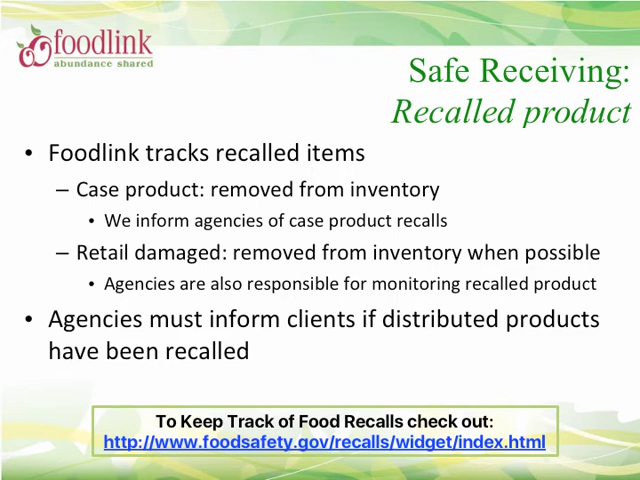 foodlink
abundance shared
Safe Receiving:
Recalled product
• Foodlink tracks recalled items
– Case product: removed from inventory
• We inform agencies of case product recalls
– Retail damaged: removed from inventory when possible
• Agencies are also responsible for monitoring recalled product
• Agencies must inform clients if distributed products
have been recalled
To Keep Track of Food Recalls check out:
http://www.foodsafety.gov/recalls/widget/index.html